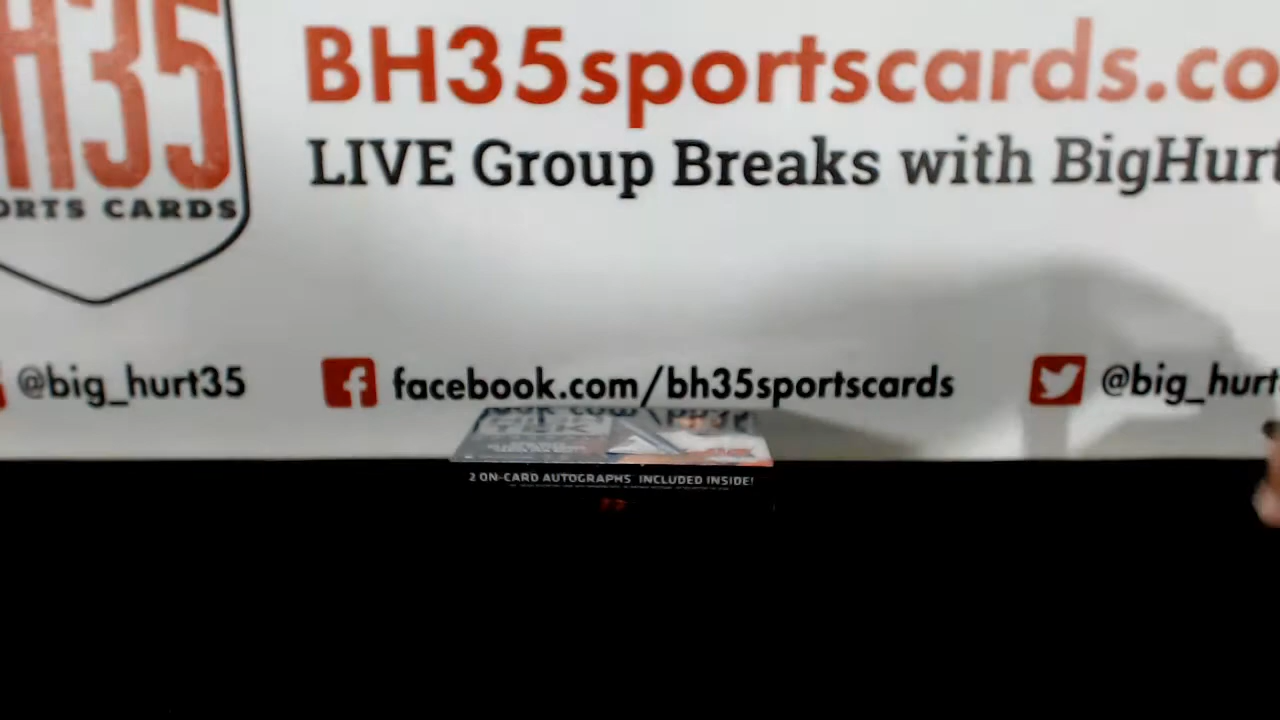 H35
ORTS CARDS
BH35sportscards.co
LIVE Group Breaks with BigHurt
@big_hurt35
facebook.com/bh35sportscards
@big_hurt
2 ON-CARD AUTOGRAPHS INCLUDED INSIDE!